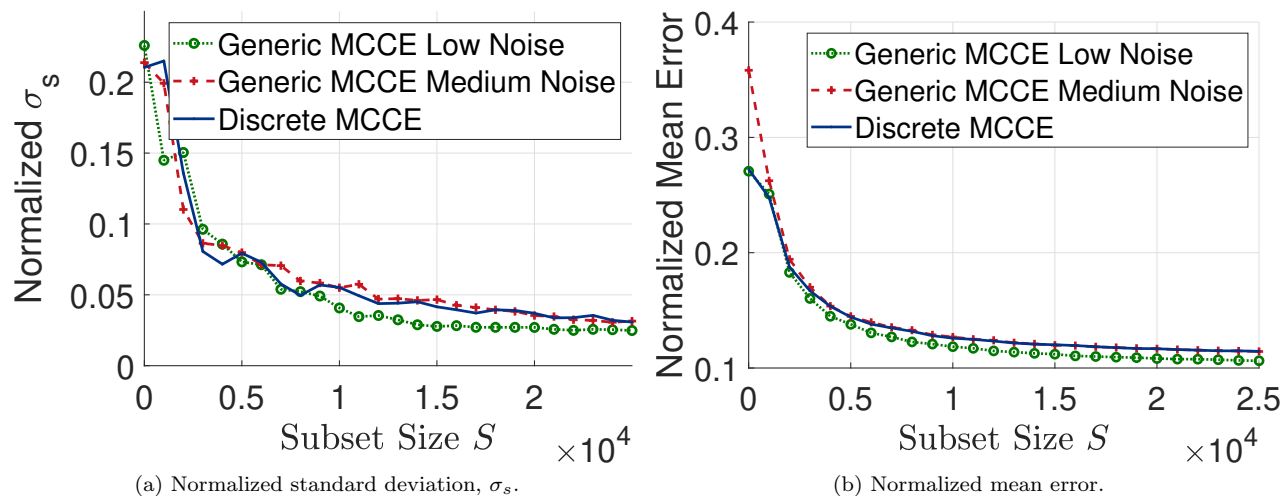 Normalized σs
0.2
0.15
0.1
0.05
0
Generic MCCE Low Noise
Generic MCCE Medium Noise
Discrete MCCE
0 0.5 1 1.5 2
Subset Size S ×10^4
(a) Normalized standard deviation, σs.
Normalized Mean Error
0.4
0.3
0.2
0.1
Generic MCCE Low Noise
Generic MCCE Medium Noise
Discrete MCCE
0 0.5 1 1.5 2 2.5
Subset Size S ×10^4
(b) Normalized mean error.